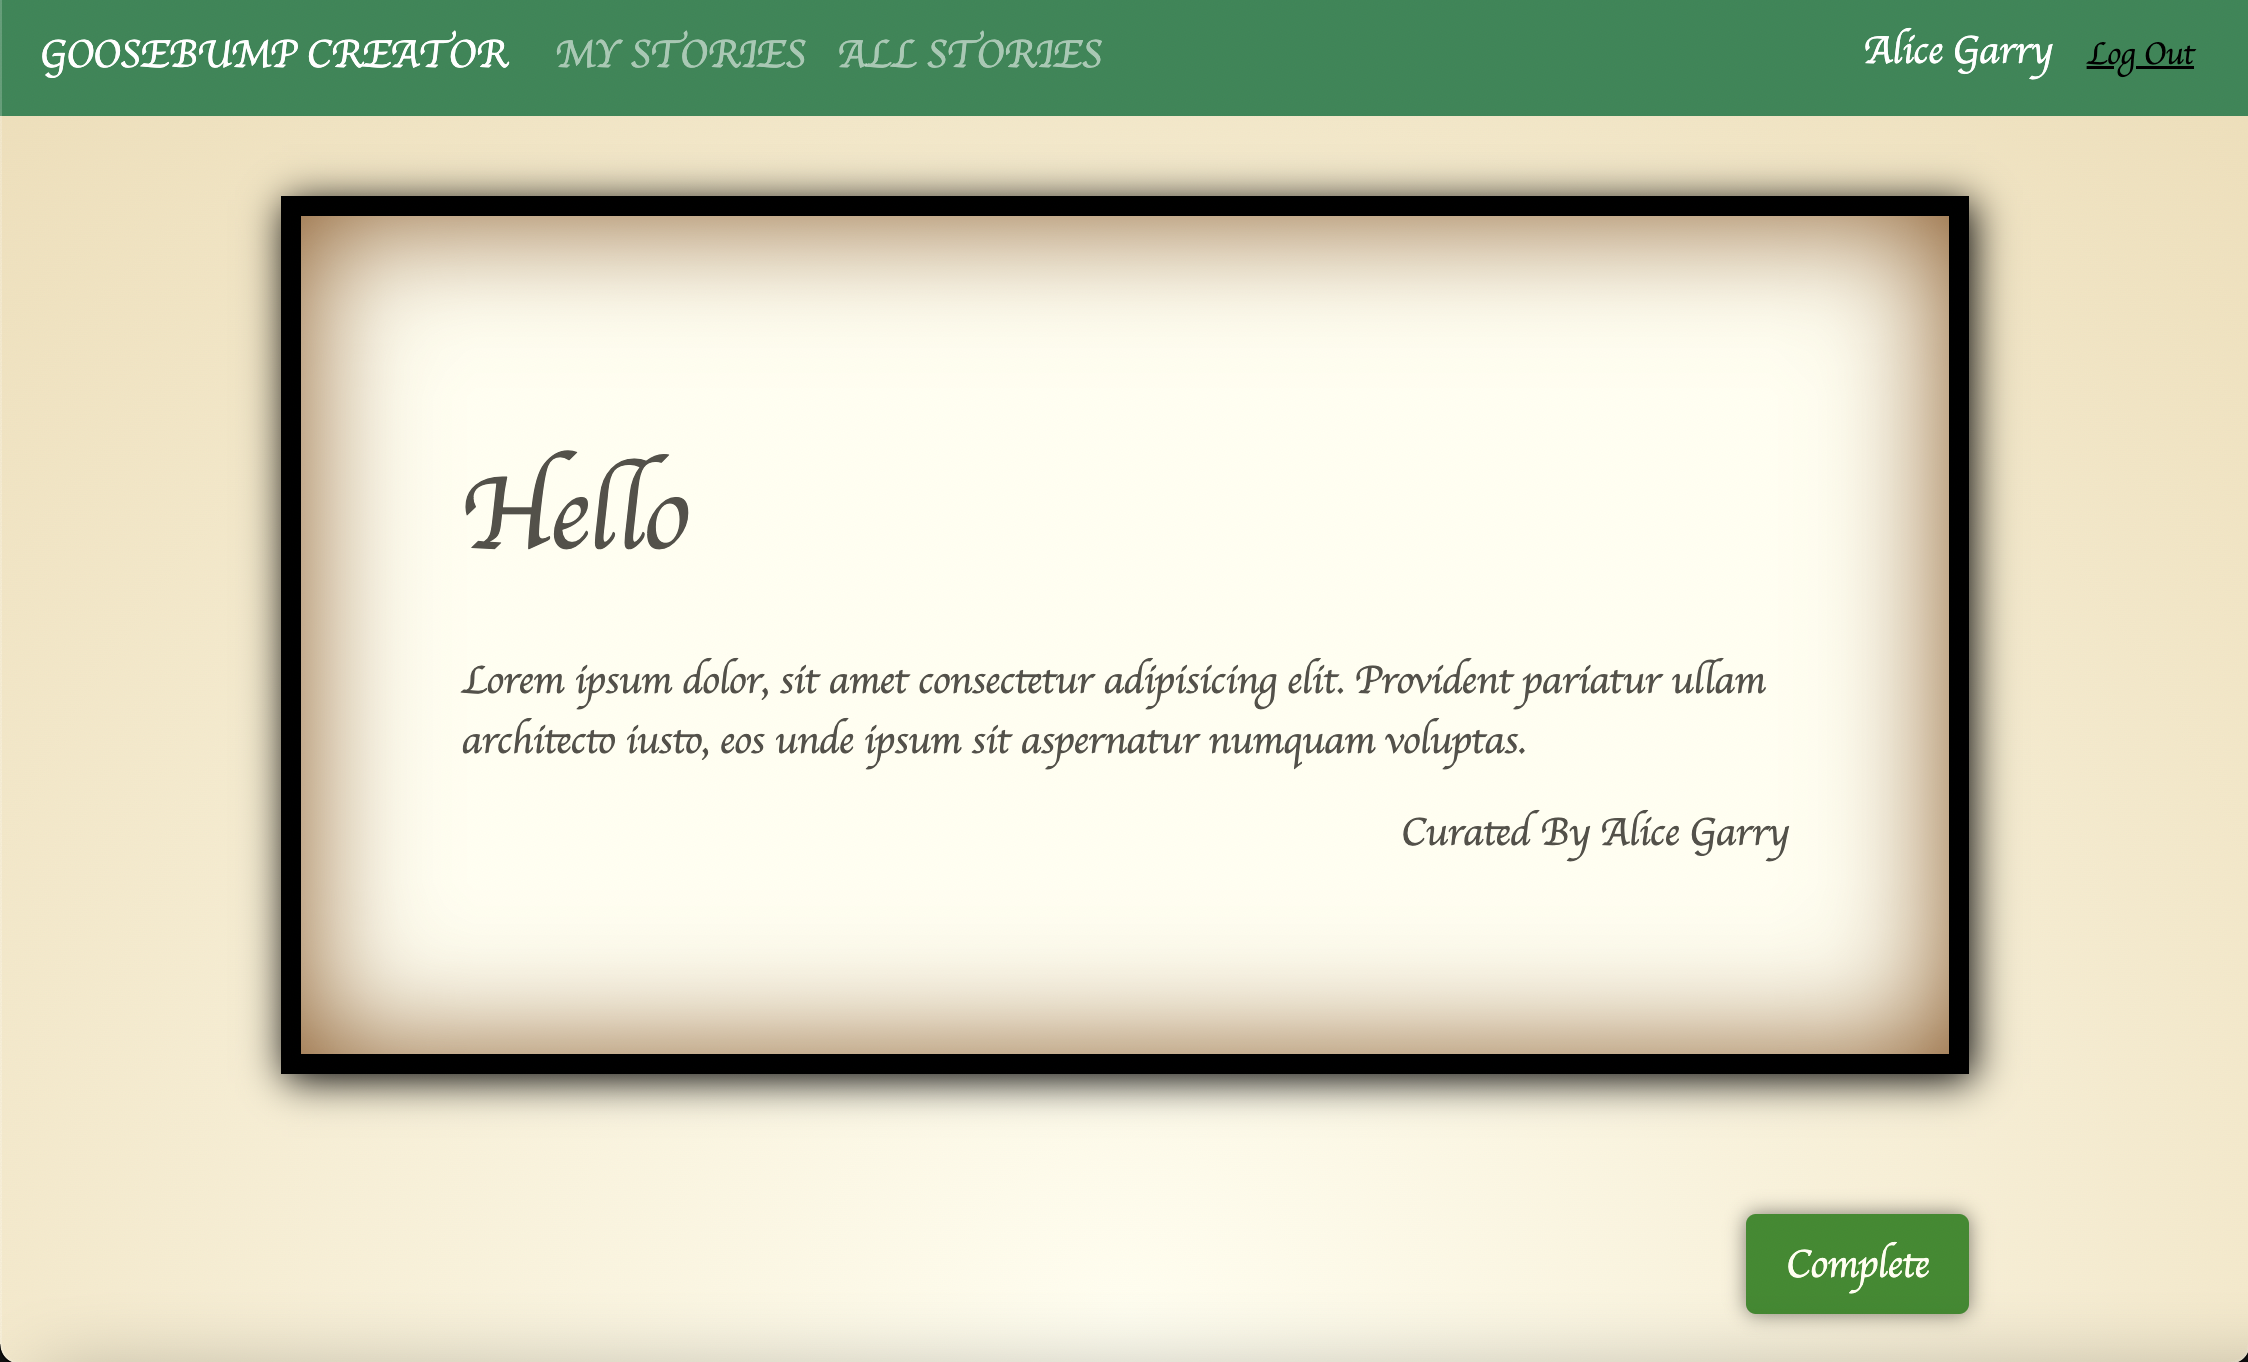 GOOSEBUMP CREATOR MY STORIES ALL STORIES Alice Garry Log Out
Hello
Lorem ipsum dolor, sit amet consectetur adipisicing elit. Provident pariatur ullam
architecto iusto, eos unde ipsum sit aspernatur numquam voluptas.
Curated By Alice Garry
Complete